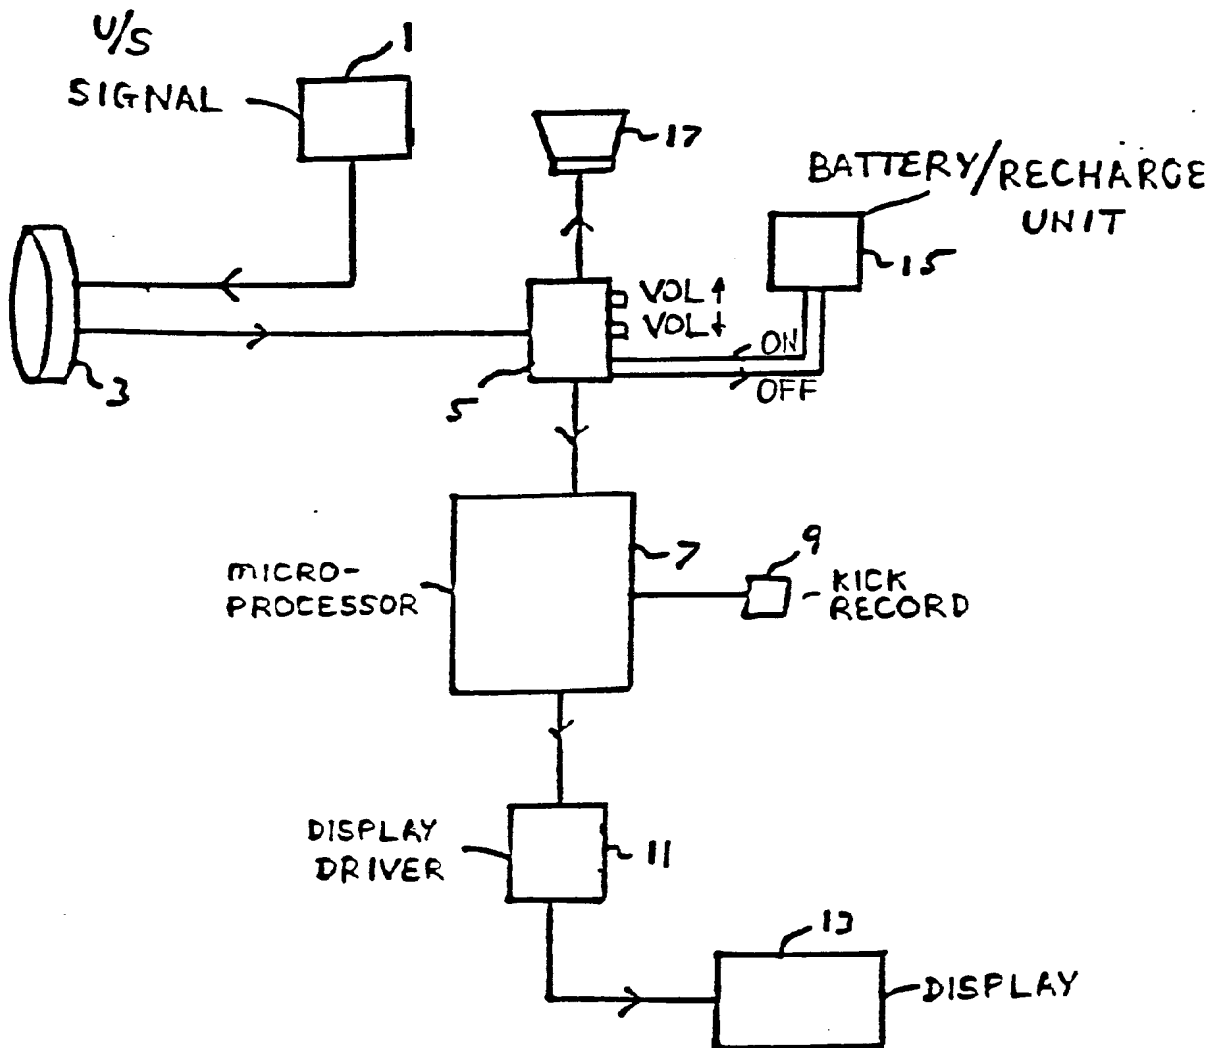 U/S
SIGNAL
1
17
BATTERY/RECHARGE
UNIT
15
3
5
VOL ↑
VOL ↓
ON
OFF
MICRO-
PROCESSOR
7
9
- KICK
RECORD
DISPLAY
DRIVER
11
13
DISPLAY